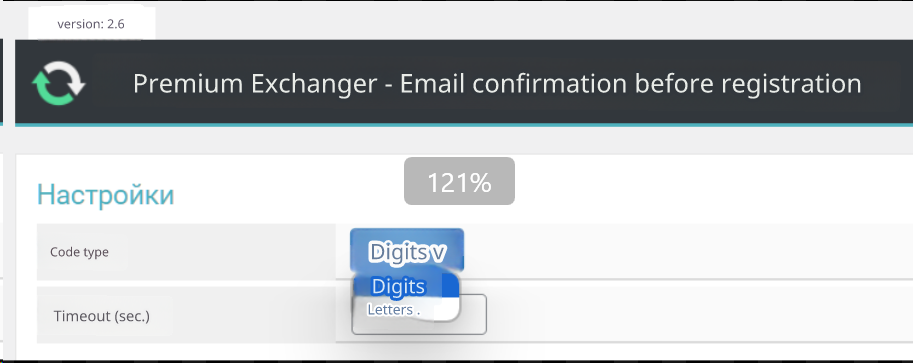 version: 2.6
Premium Exchanger - Email confirmation before registration
121%
Настройки
Code type
Digits v
Digits
Letters .
Timeout (sec.)